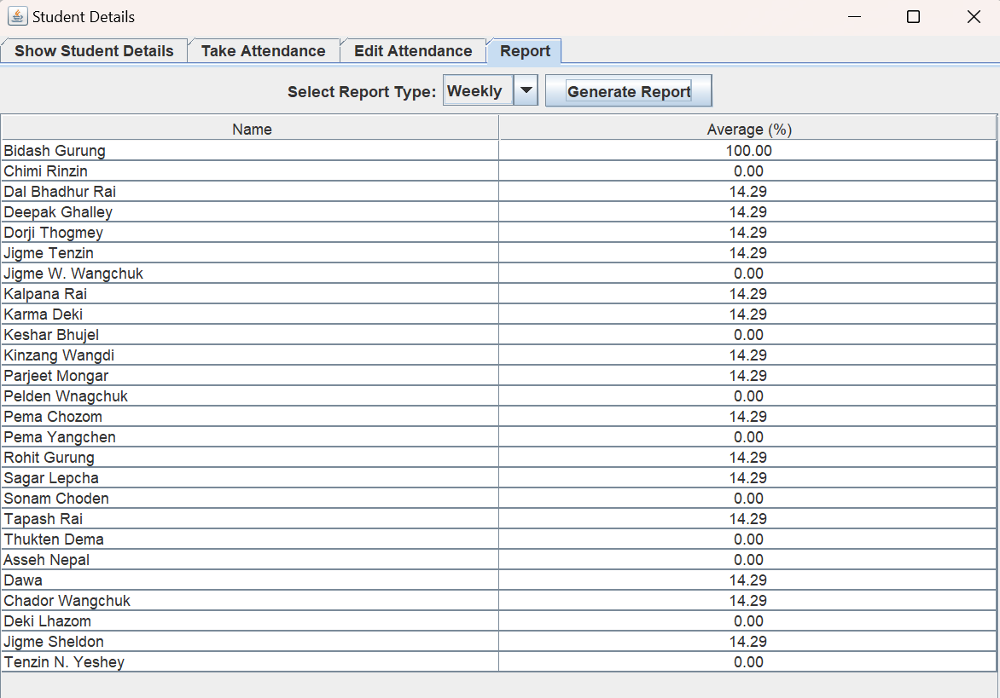 Student Details
Show Student Details Take Attendance Edit Attendance Report
Select Report Type: Weekly Generate Report
Name Average (%)
Bidash Gurung 100.00
Chimi Rinzin 0.00
Dal Bhadhur Rai 14.29
Deepak Ghalley 14.29
Dorji Thogmey 14.29
Jigme Tenzin 14.29
Jigme W. Wangchuk 0.00
Kalpana Rai 14.29
Karma Deki 14.29
Keshar Bhujel 0.00
Kinzang Wangdi 14.29
Parjeet Mongar 14.29
Pelden Wnagchuk 0.00
Pema Chozom 14.29
Pema Yangchen 0.00
Rohit Gurung 14.29
Sagar Lepcha 14.29
Sonam Choden 0.00
Tapash Rai 14.29
Thukten Dema 0.00
Asseh Nepal 0.00
Dawa 14.29
Chador Wangchuk 14.29
Deki Lhazom 0.00
Jigme Sheldon 14.29
Tenzin N. Yeshey 0.00